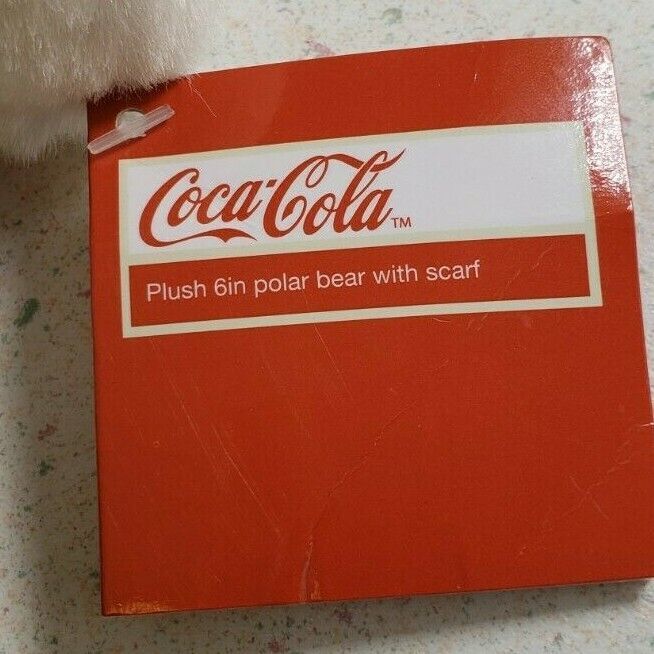 Coca-Cola™
Plush 6in polar bear with scarf